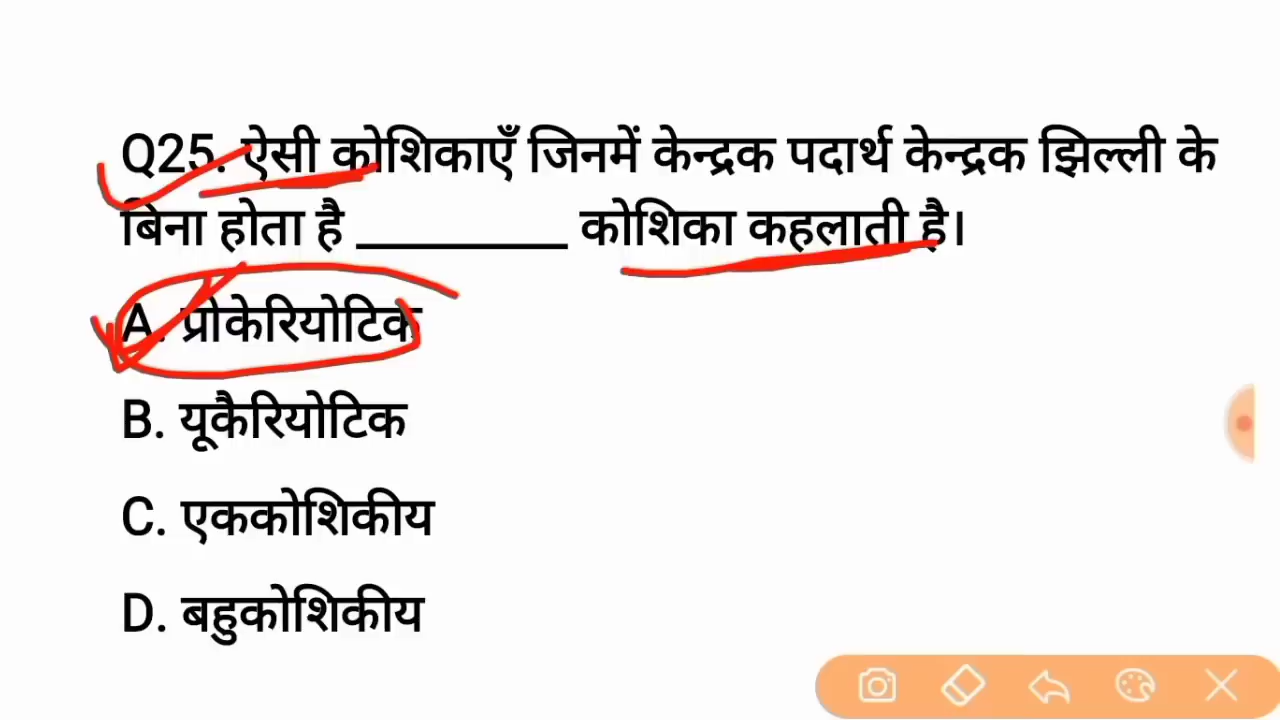 Q25. ऐसी कोशिकाएँ जिनमें केन्द्रक पदार्थ केन्द्रक झिल्ली के
बिना होता है ________ कोशिका कहलाती है।
A. प्रोकेरियोटिक
B. यूकैरियोटिक
C. एककोशिकीय
D. बहुकोशिकीय